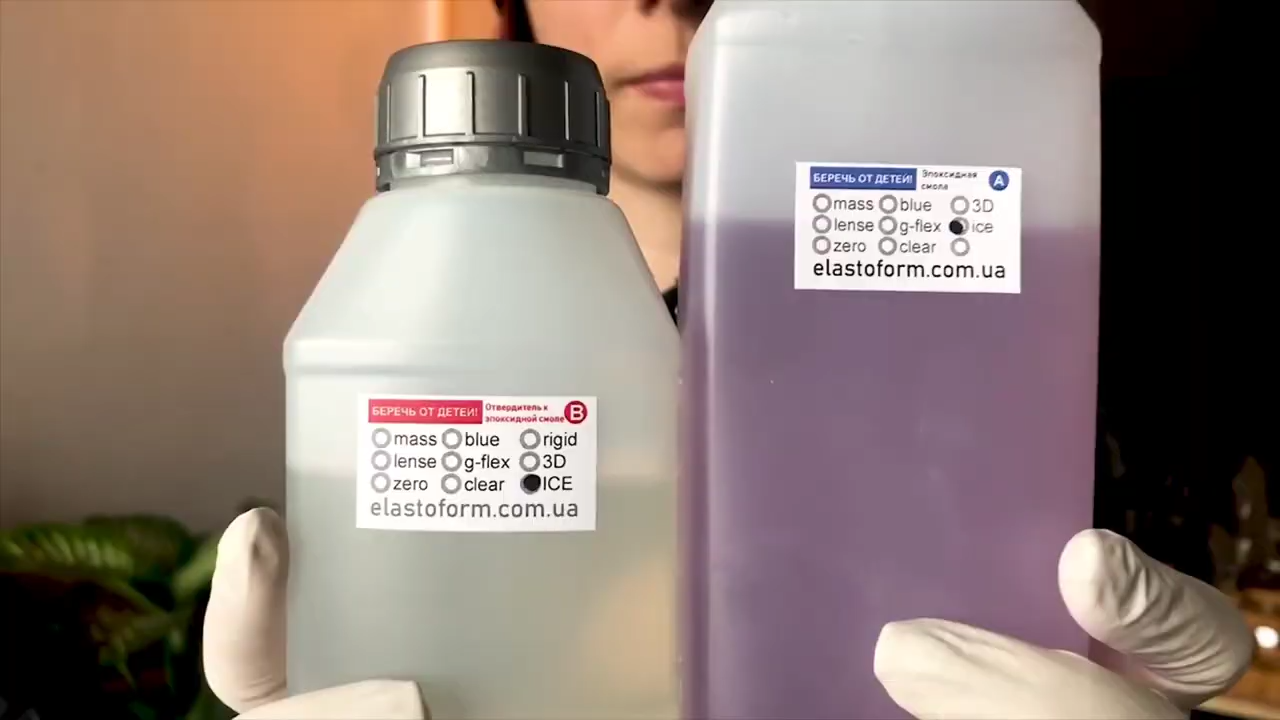 БЕРЕЧЬ ОТ ДЕТЕЙ! Отвердитель к эпоксидной смоле B
mass blue rigid
lense g-flex 3D
zero clear ICE
elastoform.com.ua
БЕРЕЧЬ ОТ ДЕТЕЙ! Эпоксидная смола A
mass blue 3D
lense g-flex ice
zero clear
elastoform.com.ua